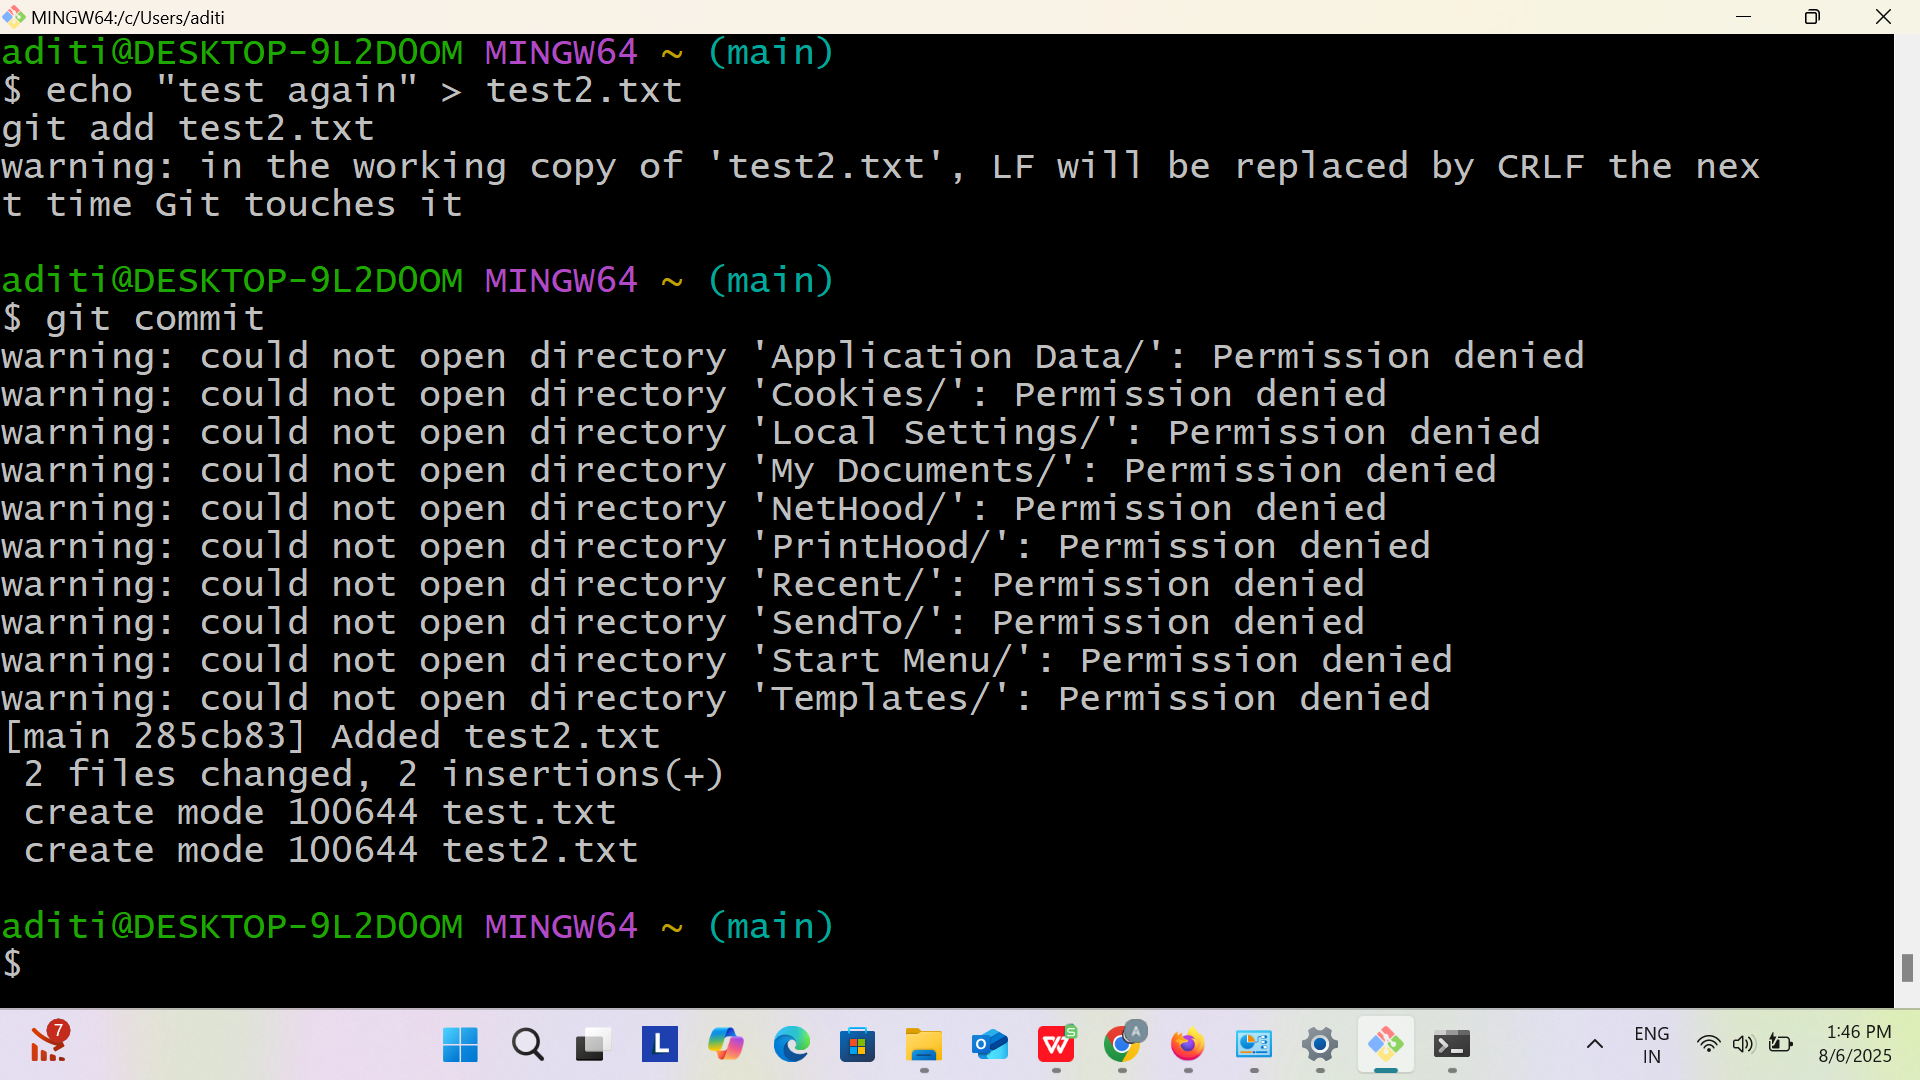 MINGW64:/c/Users/aditi
aditi@DESKTOP-9L2D0OM MINGW64 ~ (main)
$ echo "test again" > test2.txt
git add test2.txt
warning: in the working copy of 'test2.txt', LF will be replaced by CRLF the nex
t time Git touches it
aditi@DESKTOP-9L2D0OM MINGW64 ~ (main)
$ git commit
warning: could not open directory 'Application Data/': Permission denied
warning: could not open directory 'Cookies/': Permission denied
warning: could not open directory 'Local Settings/': Permission denied
warning: could not open directory 'My Documents/': Permission denied
warning: could not open directory 'NetHood/': Permission denied
warning: could not open directory 'PrintHood/': Permission denied
warning: could not open directory 'Recent/': Permission denied
warning: could not open directory 'SendTo/': Permission denied
warning: could not open directory 'Start Menu/': Permission denied
warning: could not open directory 'Templates/': Permission denied
[main 285cb83] Added test2.txt
 2 files changed, 2 insertions(+)
 create mode 100644 test.txt
 create mode 100644 test2.txt
aditi@DESKTOP-9L2D0OM MINGW64 ~ (main)
$
7
L
A
ENG
IN
1:46 PM
8/6/2025